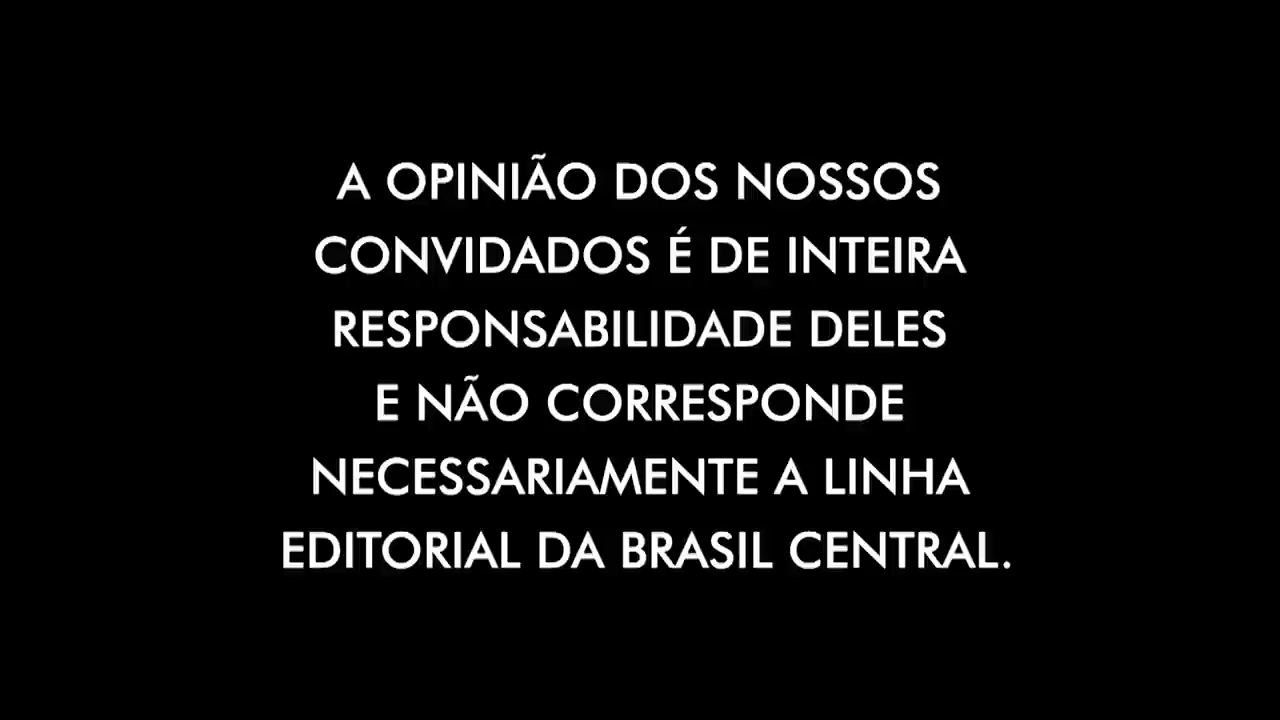 A OPINIÃO DOS NOSSOS
CONVIDADOS É DE INTEIRA
RESPONSABILIDADE DELES
E NÃO CORRESPONDE
NECESSARIAMENTE A LINHA
EDITORIAL DA BRASIL CENTRAL.